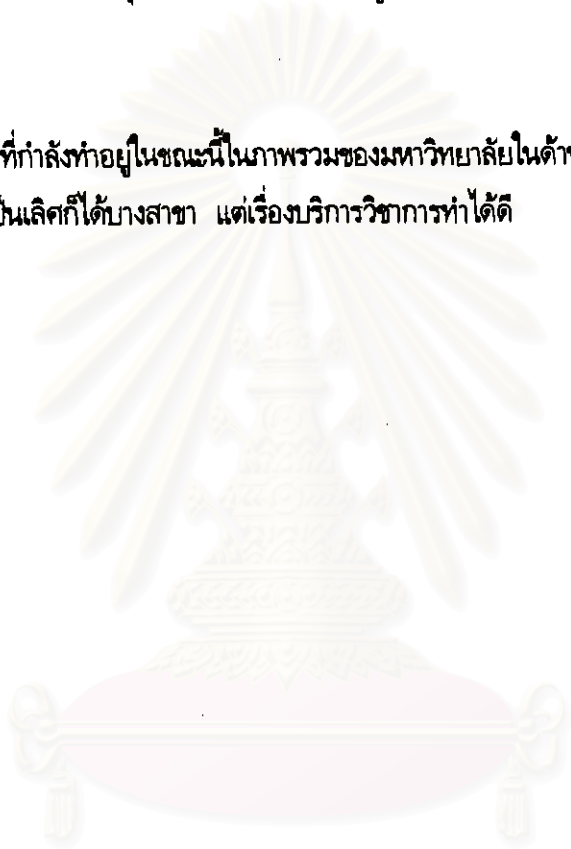 ที่กำลังทำอยู่ในขณะนี้ในภาพรวมของมหาวิทยาลัยในด้า
ป็นเลิศก็ได้บางสาขา แต่เรื่องบริการวิชาการทำได้ดี